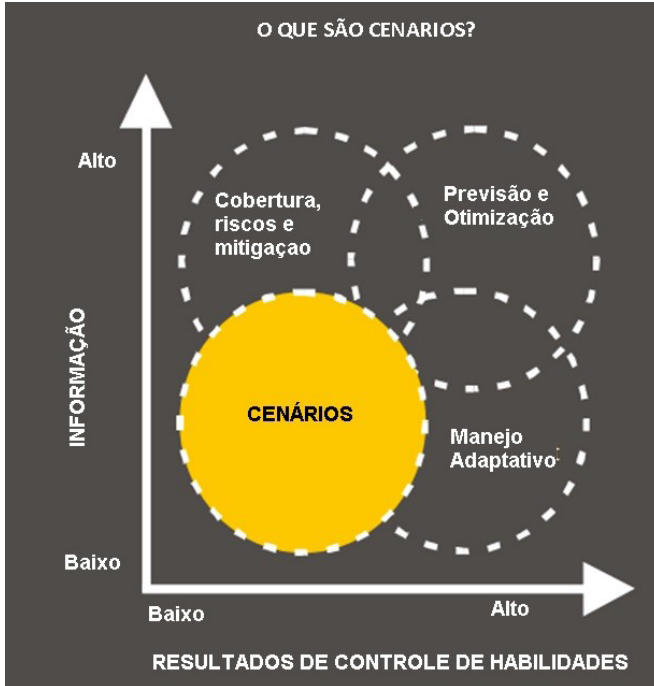 O QUE SÃO CENARIOS?
Alto
Cobertura,
riscos e
mitigaçao
Previsão e
Otimização
INFORMAÇÃO
CENÁRIOS
Manejo
Adaptativo
Baixo
Baixo
Alto
RESULTADOS DE CONTROLE DE HABILIDADES